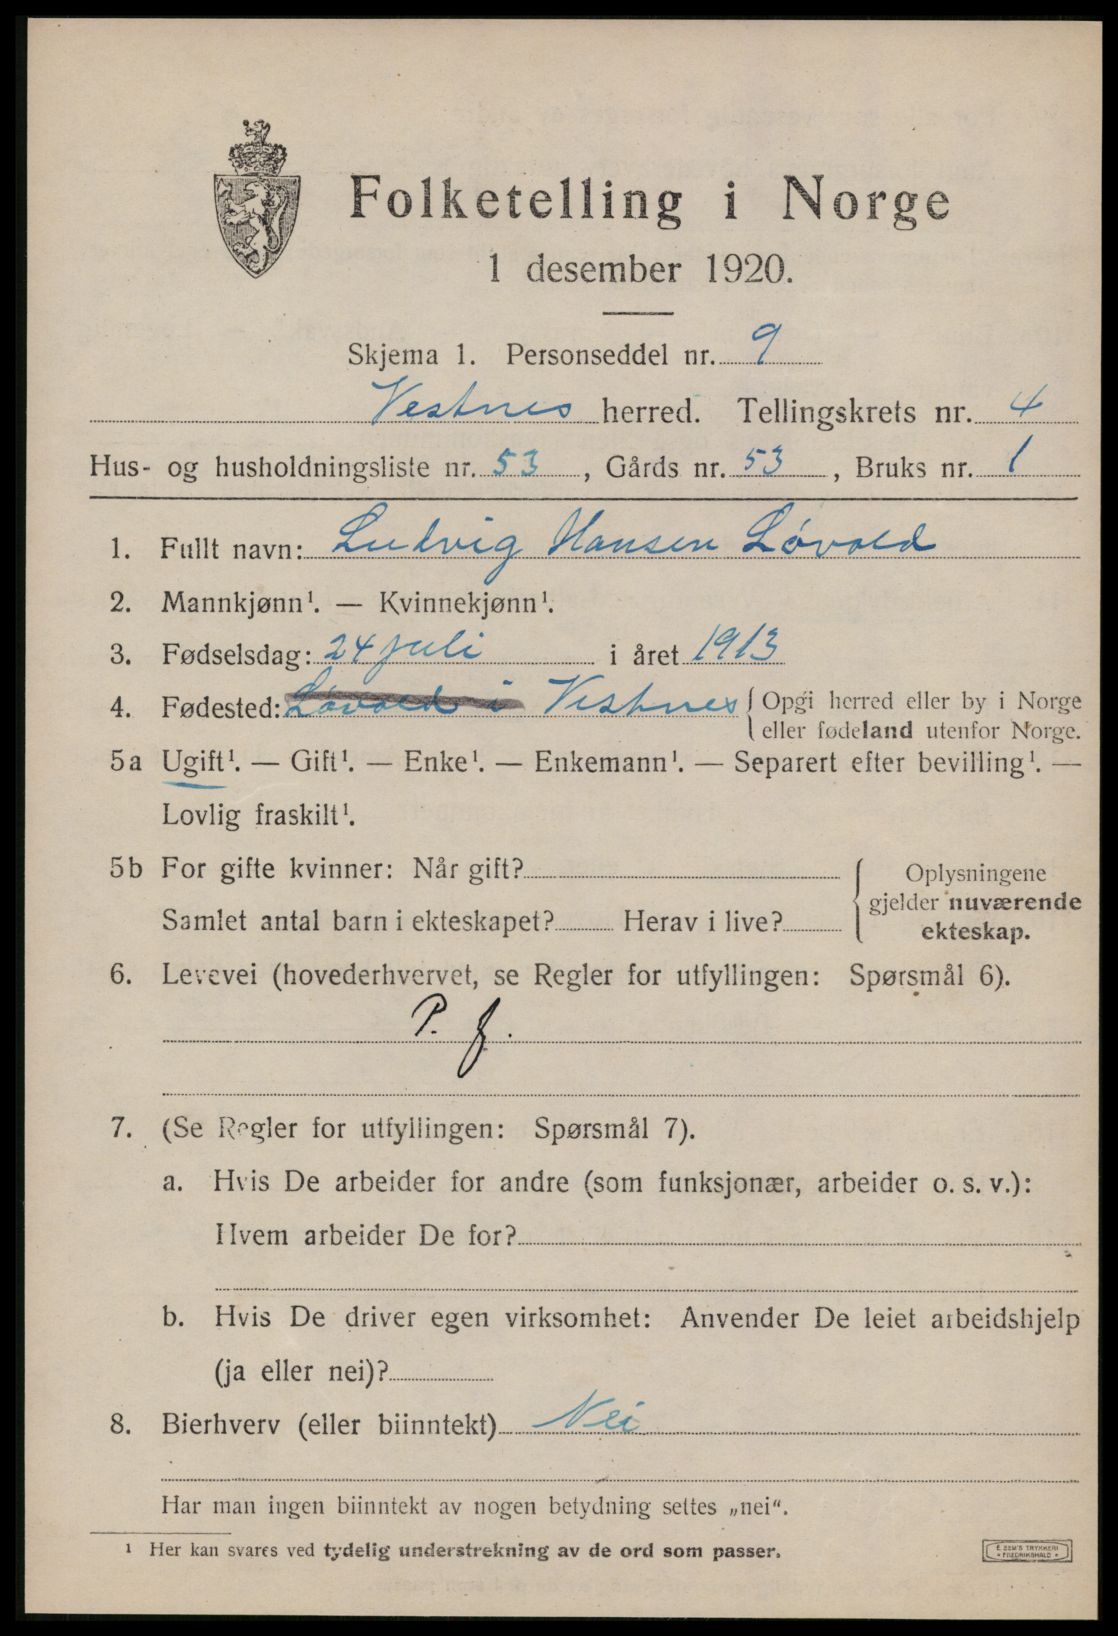 Folketelling i Norge
1 desember 1920.
Skjema 1. Personseddel nr. 9
Vestnes herred. Tellingskrets nr. 4
Hus- og husholdningsliste nr. 53, Gårds nr. 53, Bruks nr. 1
1. Fullt navn: Ludvig Hansen Løvold
2. Mannkjønn¹. — Kvinnekjønn¹.
3. Fødselsdag: 24 juli i året 1913
4. Fødested: Løvold i Vestnes {Opgi herred eller by i Norge
eller fødeland utenfor Norge.
5a Ugift¹. — Gift¹. — Enke¹. — Enkemann¹. — Separert efter bevilling¹. —
Lovlig fraskilt¹.
5b For gifte kvinner: Når gift?
Samlet antal barn i ekteskapet? Herav i live?
{Oplysningene
gjelder nuværende
ekteskap.
6. Levevei (hovederhvervet, se Regler for utfyllingen: Spørsmål 6).
P. f.
7. (Se Regler for utfyllingen: Spørsmål 7).
a. Hvis De arbeider for andre (som funksjonær, arbeider o. s. v.):
Hvem arbeider De for?
b. Hvis De driver egen virksomhet: Anvender De leiet arbeidshjelp
(ja eller nei)?
8. Bierhverv (eller biinntekt) Nei
Har man ingen biinntekt av nogen betydning settes „nei“.
¹ Her kan svares ved tydelig understrekning av de ord som passer.
E. SEM'S TRYKKERI
• FREDRIKSHALD •